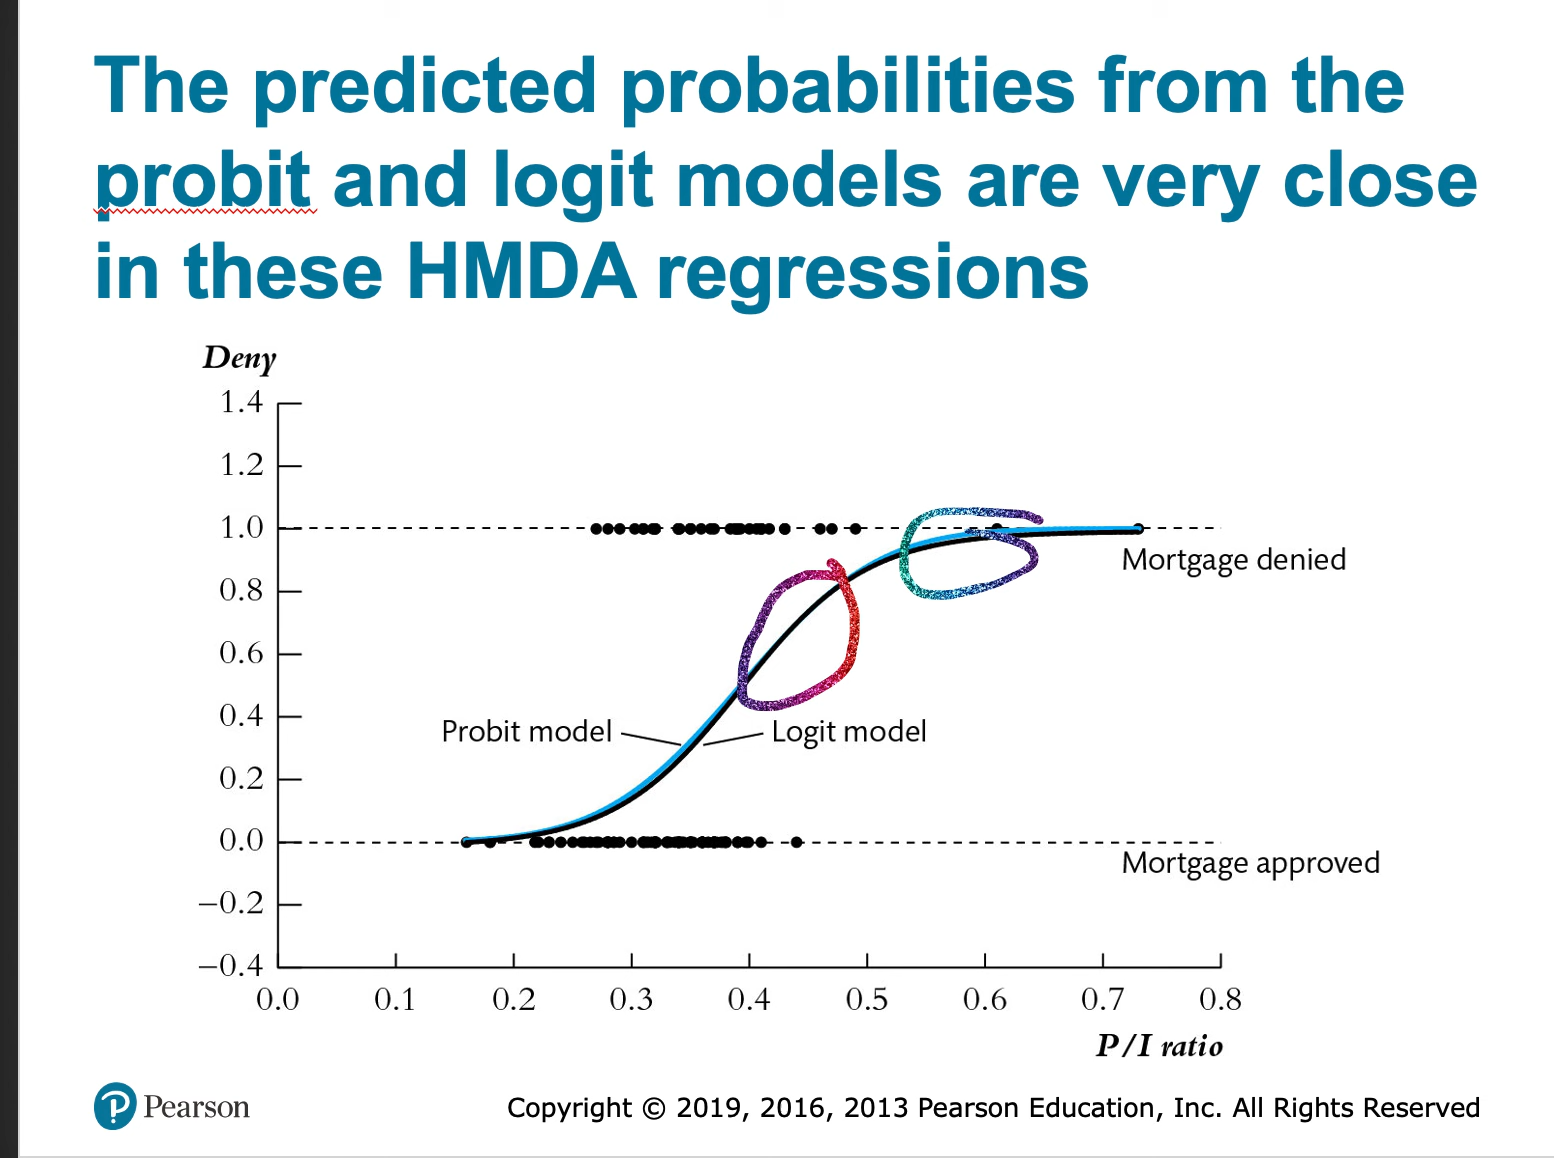 The predicted probabilities from the
probit and logit models are very close
in these HMDA regressions
Deny
1.4
1.2
1.0
0.8
0.6
0.4
0.2
0.0
−0.2
−0.4
Mortgage denied
Probit model
Logit model
Mortgage approved
0.0 0.1 0.2 0.3 0.4 0.5 0.6 0.7 0.8
P/I ratio
Pearson
Copyright © 2019, 2016, 2013 Pearson Education, Inc. All Rights Reserved